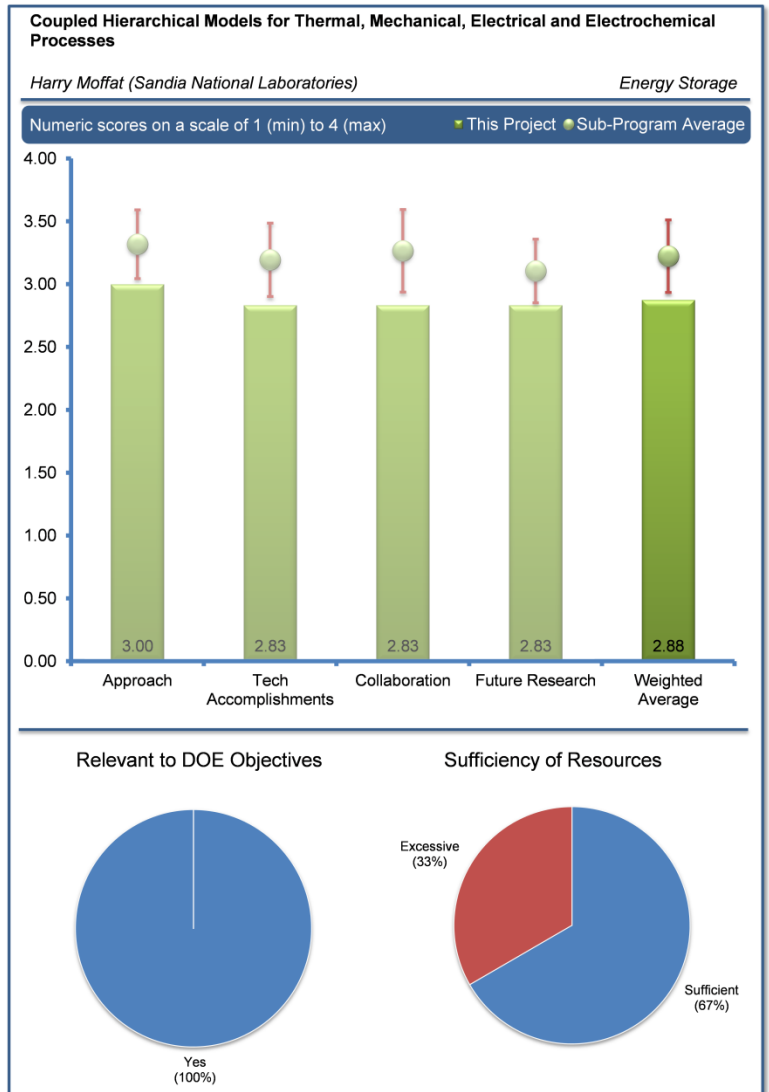 Coupled Hierarchical Models for Thermal, Mechanical, Electrical and Electrochemical
Processes
Harry Moffat (Sandia National Laboratories) Energy Storage
Numeric scores on a scale of 1 (min) to 4 (max) This Project Sub-Program Average
4.00
3.50
3.00
2.50
2.00
1.50
1.00
0.50
0.00
3.00 2.83 2.83 2.83 2.88
Approach Tech Accomplishments Collaboration Future Research Weighted Average
Relevant to DOE Objectives Sufficiency of Resources
Excessive
(33%)
Sufficient
(67%)
Yes
(100%)